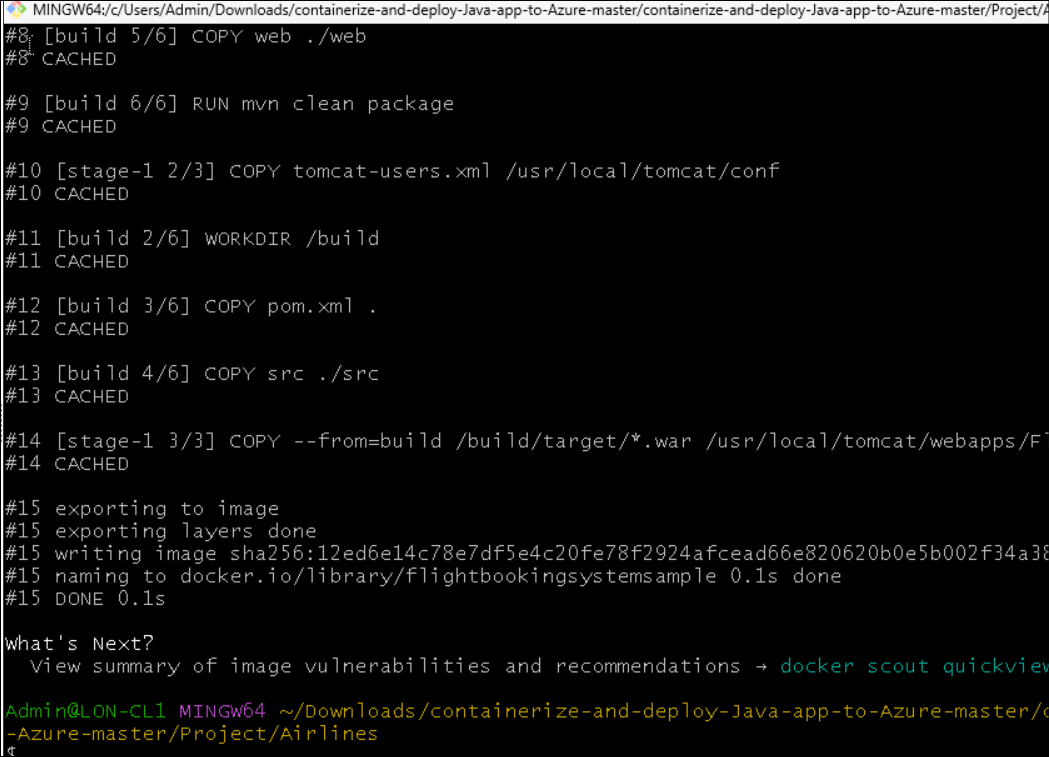 MINGW64:/c/Users/Admin/Downloads/containerize-and-deploy-Java-app-to-Azure-master/containerize-and-deploy-Java-app-to-Azure-master/Project/A
#8 [build 5/6] COPY web ./web
#8 CACHED
#9 [build 6/6] RUN mvn clean package
#9 CACHED
#10 [stage-1 2/3] COPY tomcat-users.xml /usr/local/tomcat/conf
#10 CACHED
#11 [build 2/6] WORKDIR /build
#11 CACHED
#12 [build 3/6] COPY pom.xml .
#12 CACHED
#13 [build 4/6] COPY src ./src
#13 CACHED
#14 [stage-1 3/3] COPY --from=build /build/target/*.war /usr/local/tomcat/webapps/Fl
#14 CACHED
#15 exporting to image
#15 exporting layers done
#15 writing image sha256:12ed6e14c78e7df5e4c20fe78f2924afcead66e820620b0e5b002f34a38
#15 naming to docker.io/library/flightbookingsystemsample 0.1s done
#15 DONE 0.1s
What's Next?
View summary of image vulnerabilities and recommendations → docker scout quickview
Admin@LON-CL1 MINGW64 ~/Downloads/containerize-and-deploy-Java-app-to-Azure-master/c
-Azure-master/Project/Airlines